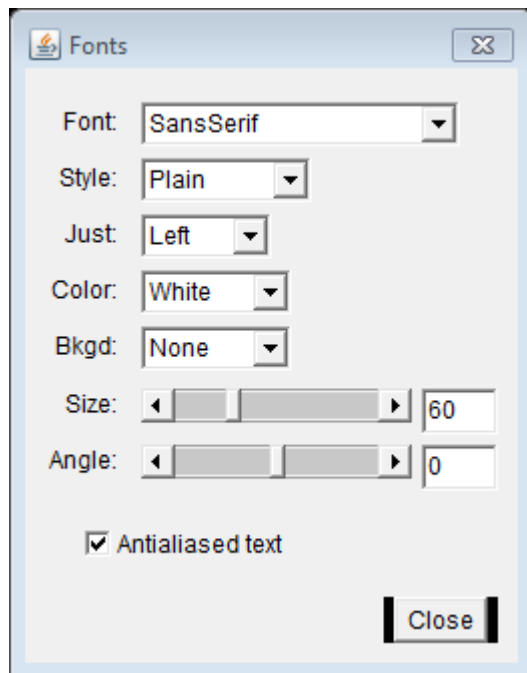 Fonts
Font: SansSerif
Style: Plain
Just: Left
Color: White
Bkgd: None
Size: 60
Angle: 0
Antialiased text
Close